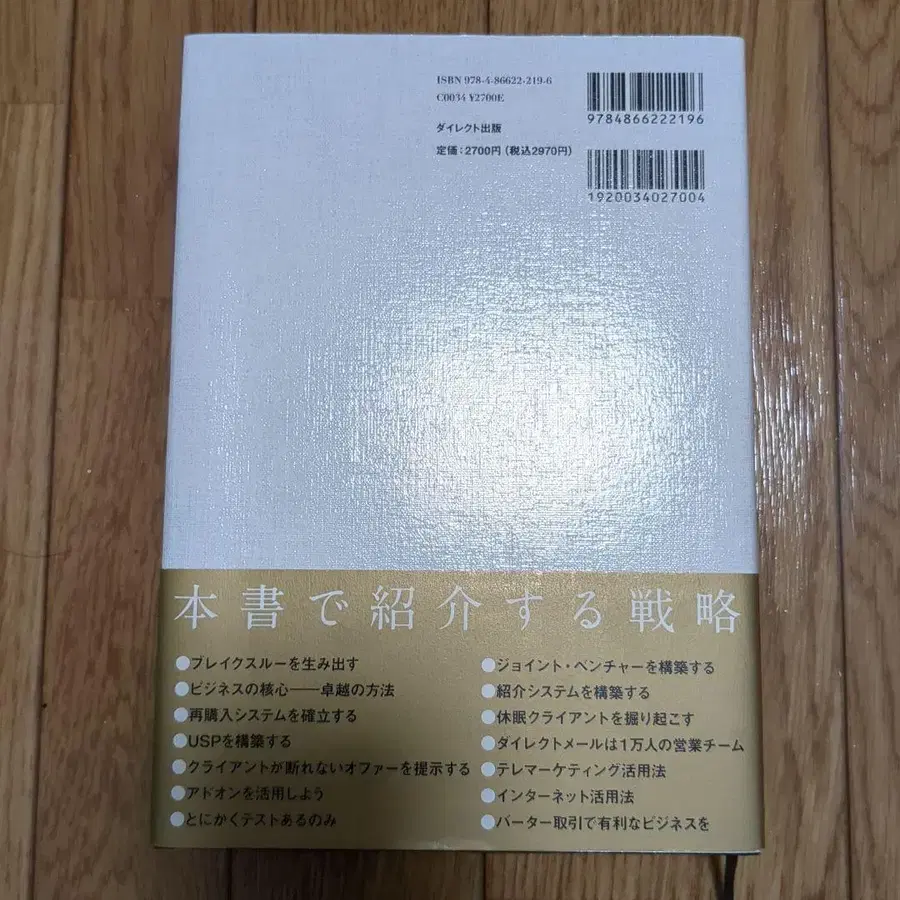 ISBN 978-4-86622-219-6
C0034 ¥2700E
ダイレクト出版
定価：2700円（税込2970円）
9784866222196
1920034027004
本書で紹介する戦略
●ブレイクスルーを生み出す
●ビジネスの核心――卓越の方法
●再購入システムを確立する
●USPを構築する
●クライアントが断れないオファーを提示する
●アドオンを活用しよう
●とにかくテストあるのみ
●ジョイント・ベンチャーを構築する
●紹介システムを構築する
●休眠クライアントを掘り起こす
●ダイレクトメールは1万人の営業チーム
●テレマーケティング活用法
●インターネット活用法
●バーター取引で有利なビジネスを